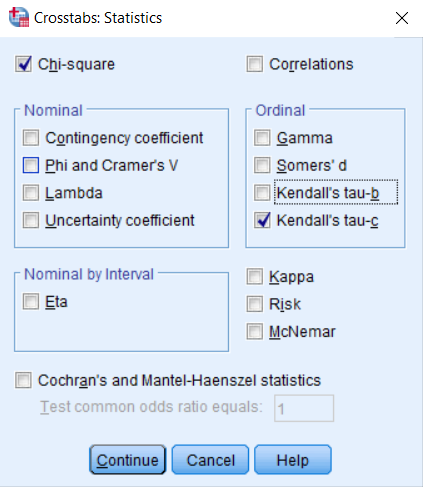 Crosstabs: Statistics
Chi-square
Correlations
Nominal
Contingency coefficient
Phi and Cramer's V
Lambda
Uncertainty coefficient
Ordinal
Gamma
Somers' d
Kendall's tau-b
Kendall's tau-c
Nominal by Interval
Eta
Kappa
Risk
McNemar
Cochran's and Mantel-Haenszel statistics
Test common odds ratio equals: 1
Continue Cancel Help